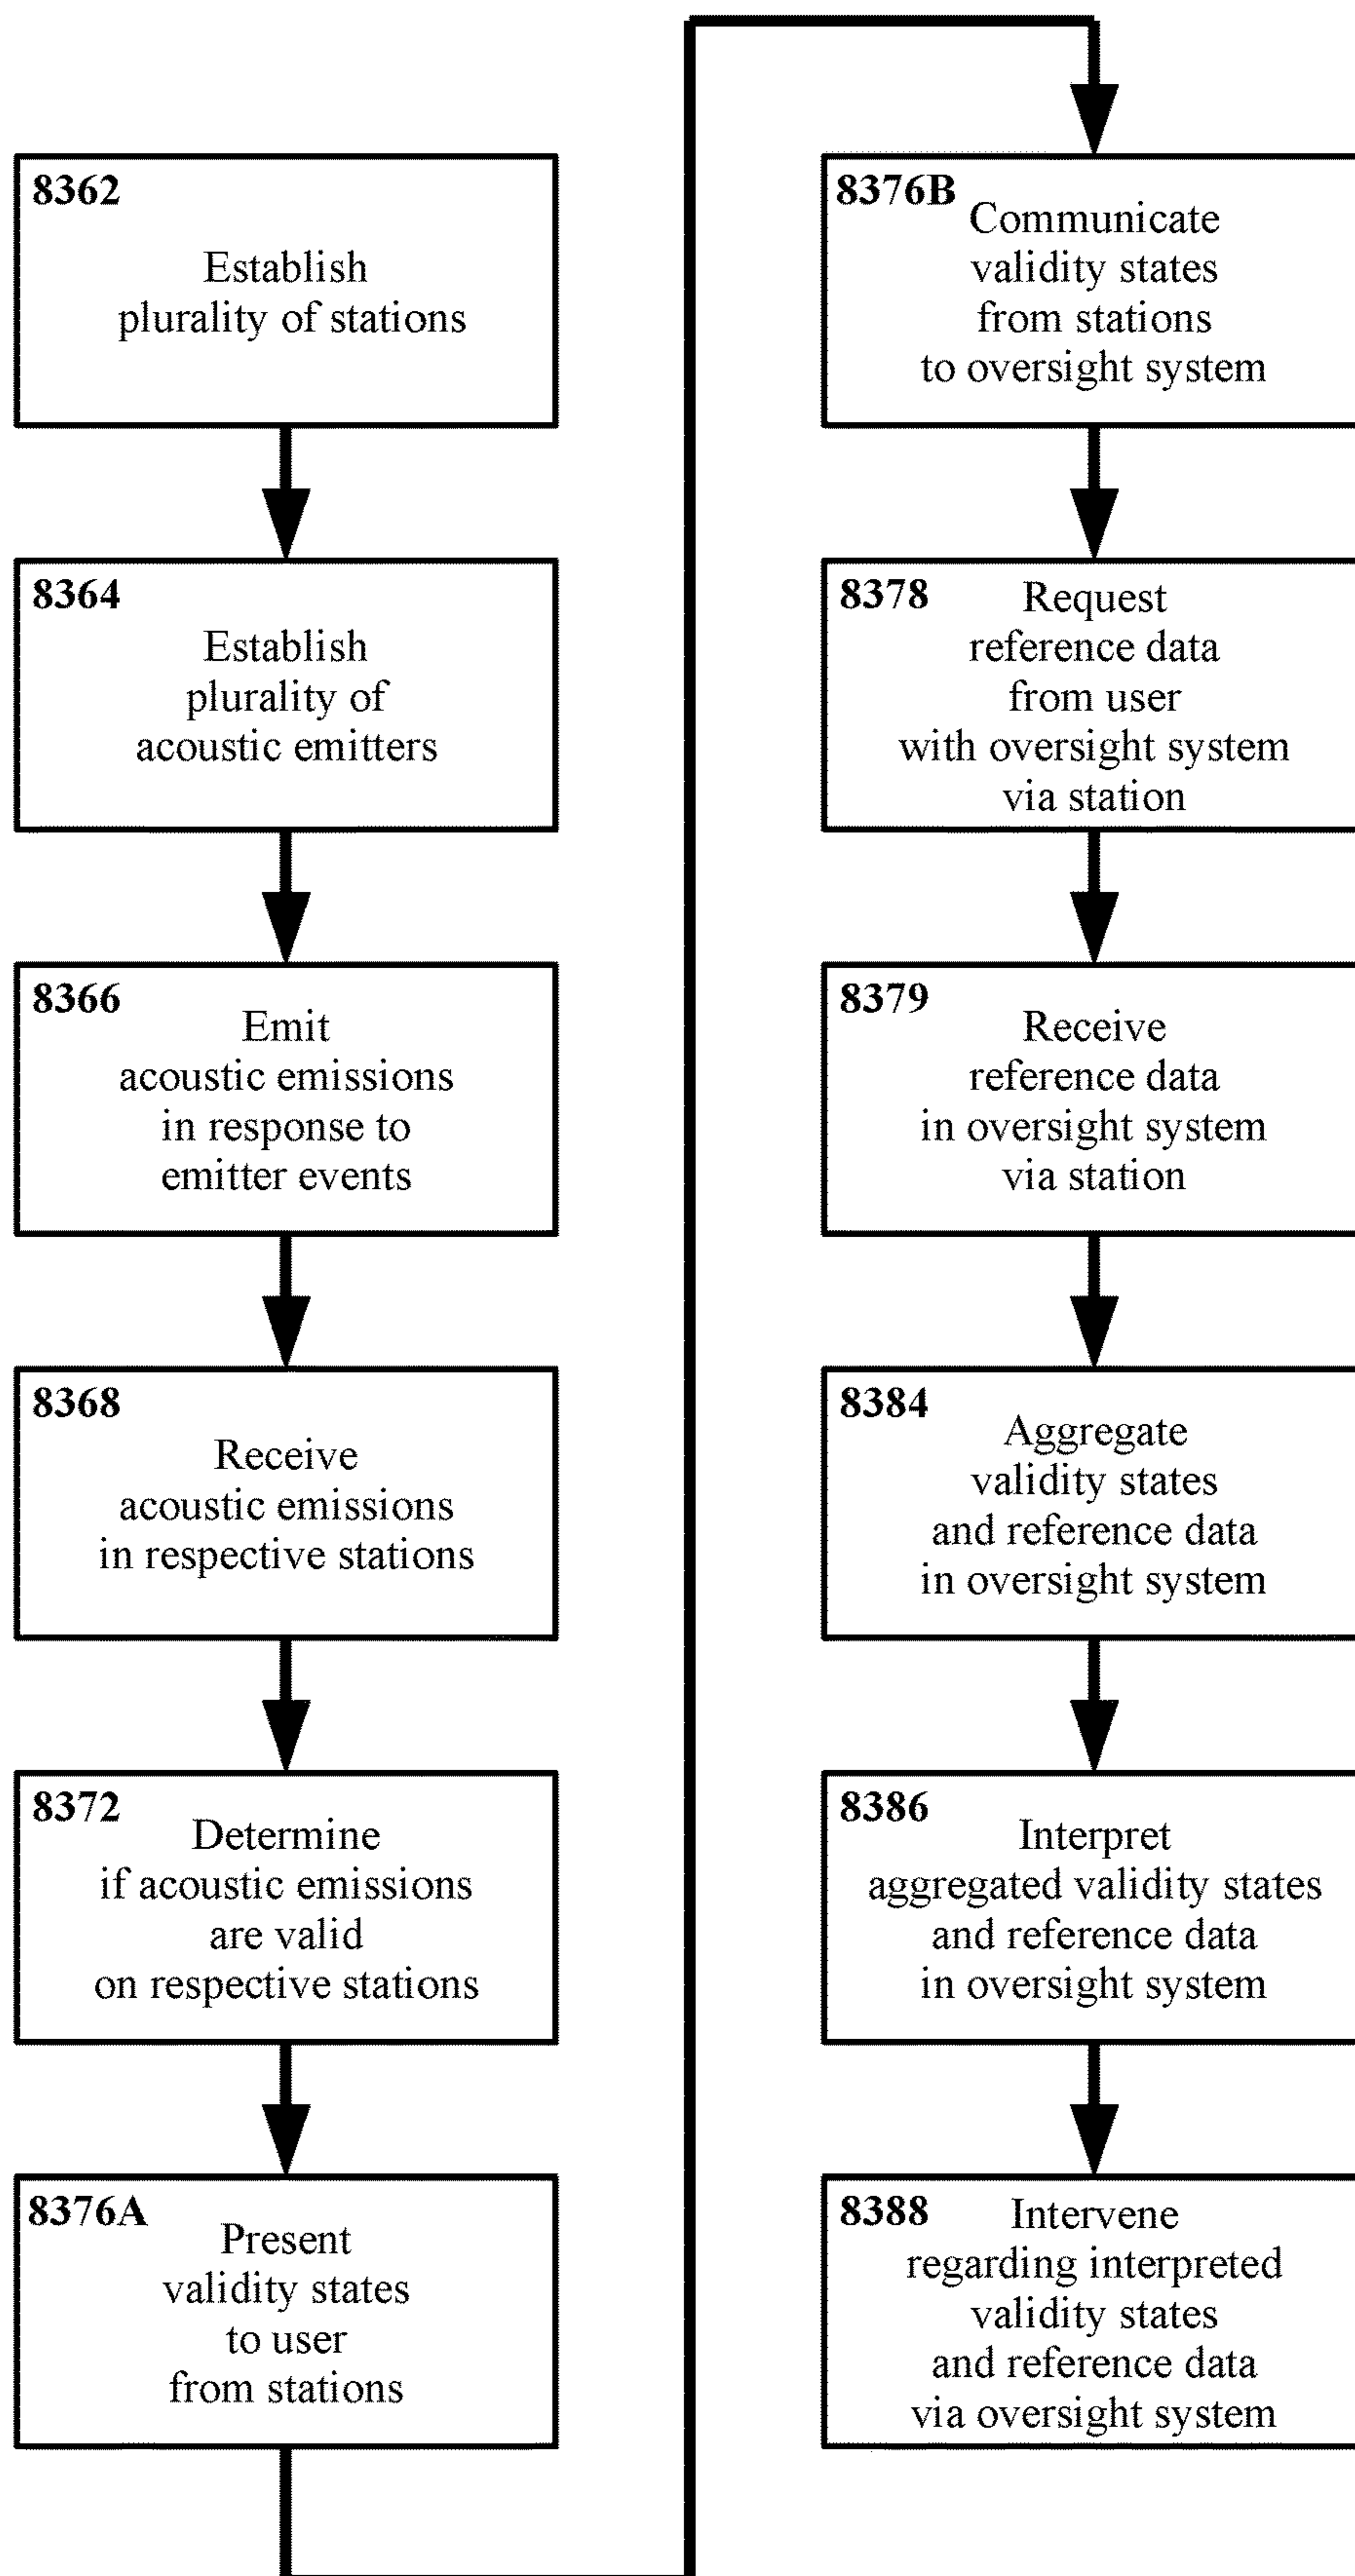 8362
Establish
plurality of stations
8364
Establish
plurality of
acoustic emitters
8366
Emit
acoustic emissions
in response to
emitter events
8368
Receive
acoustic emissions
in respective stations
8372
Determine
if acoustic emissions
are valid
on respective stations
8376A
Present
validity states
to user
from stations
8376B
Communicate
validity states
from stations
to oversight system
8378
Request
reference data
from user
with oversight system
via station
8379
Receive
reference data
in oversight system
via station
8384
Aggregate
validity states
and reference data
in oversight system
8386
Interpret
aggregated validity states
and reference data
in oversight system
8388
Intervene
regarding interpreted
validity states
and reference data
via oversight system